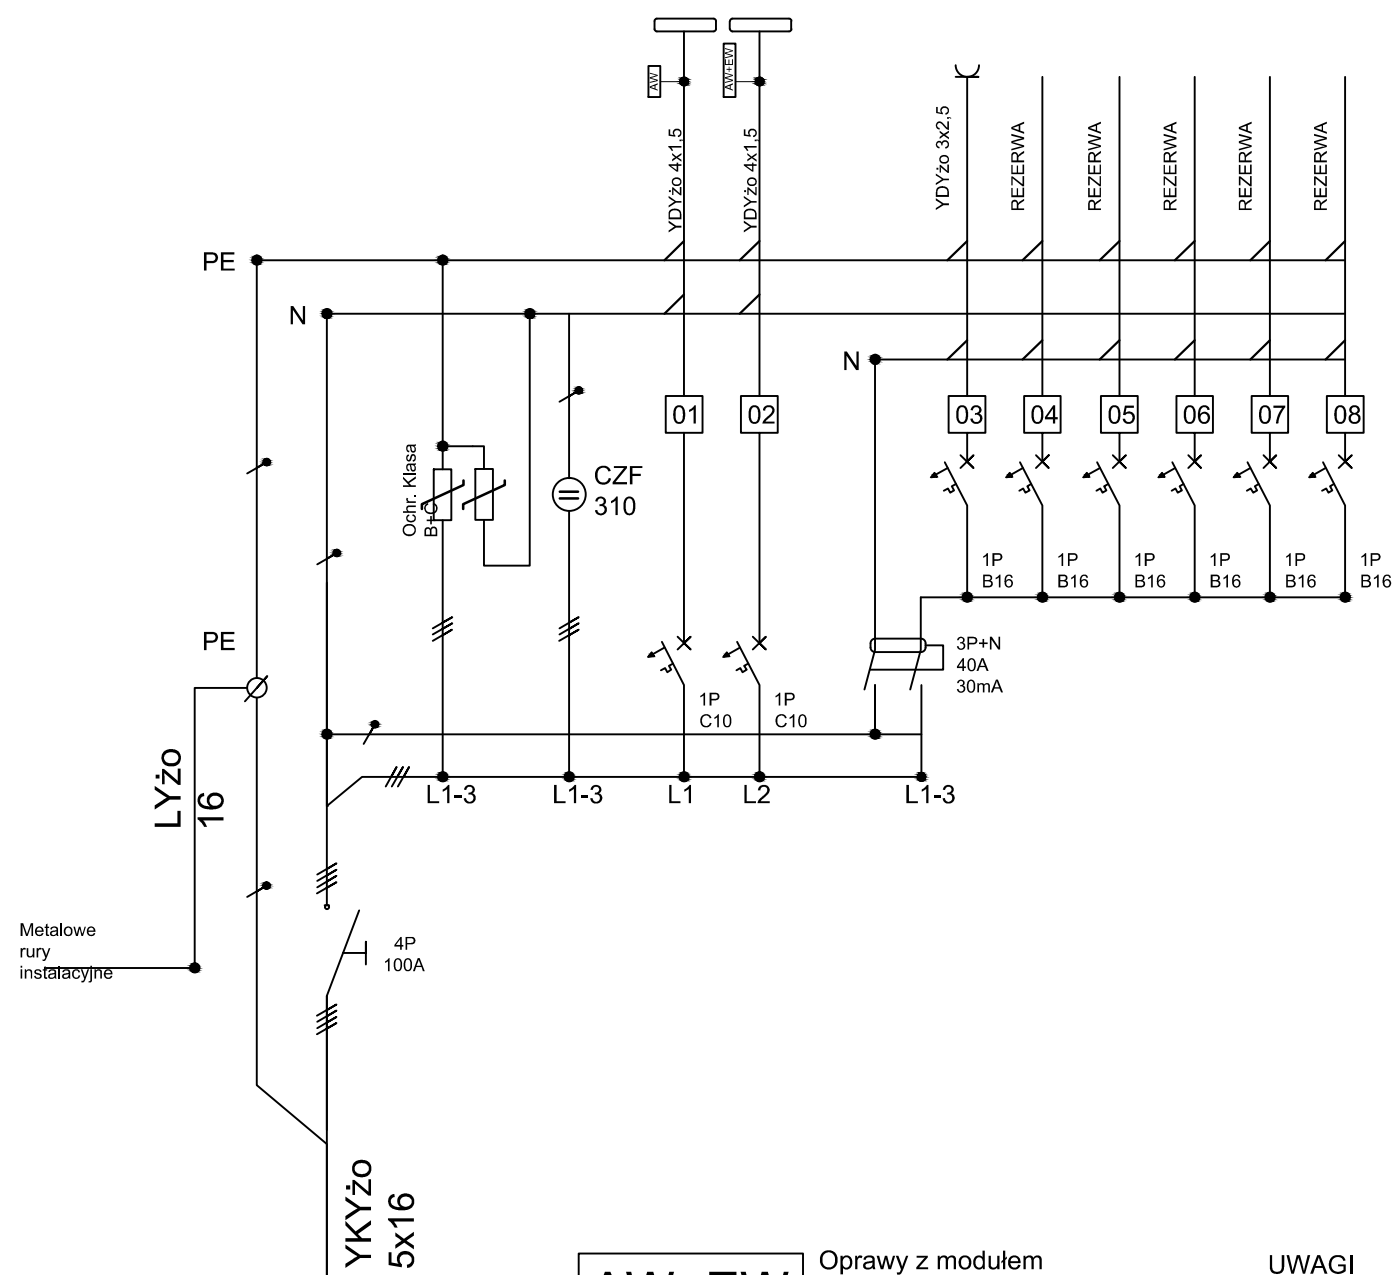 AW
AW+EW
YDYżo 4x1,5
YDYżo 4x1,5
YDYżo 3x2,5
REZERWA
REZERWA
REZERWA
REZERWA
REZERWA
PE
N
N
01
02
03
04
05
06
07
08
Ochr. Klasa
B+C
CZF
310
1P
B16
1P
B16
1P
B16
1P
B16
1P
B16
1P
B16
PE
3P+N
40A
30mA
1P
C10
1P
C10
LYżo
16
L1-3
L1-3
L1
L2
L1-3
Metalowe
rury
instalacyjne
4P
100A
YKYżo
5x16
AW+EW
Oprawy z modułem
UWAGI